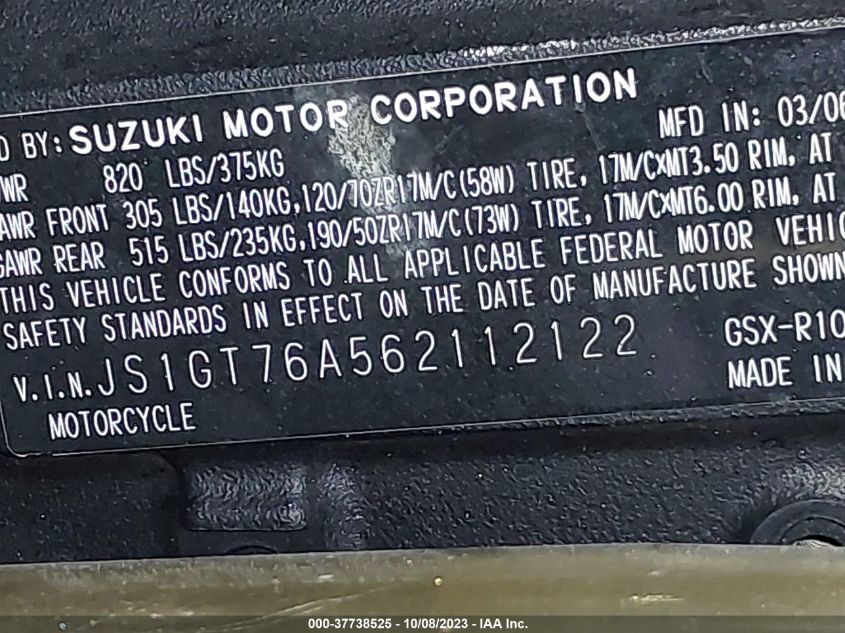 D BY: SUZUKI MOTOR CORPORATION
MFD IN: 03/06
WR 820 LBS/375KG
AWR FRONT 305 LBS/140KG, 120/70ZR17M/C(58W) TIRE, 17M/CxMT3.50 RIM, AT
GAWR REAR 515 LBS/235KG, 190/50ZR17M/C(73W) TIRE, 17M/CxMT6.00 RIM, AT
THIS VEHICLE CONFORMS TO ALL APPLICABLE FEDERAL MOTOR VEHIC
SAFETY STANDARDS IN EFFECT ON THE DATE OF MANUFACTURE SHOWN
V.I.N. JS1GT76A562112122
GSX-R10
MOTORCYCLE
MADE IN
000-37738525 - 10/08/2023 - IAA Inc.